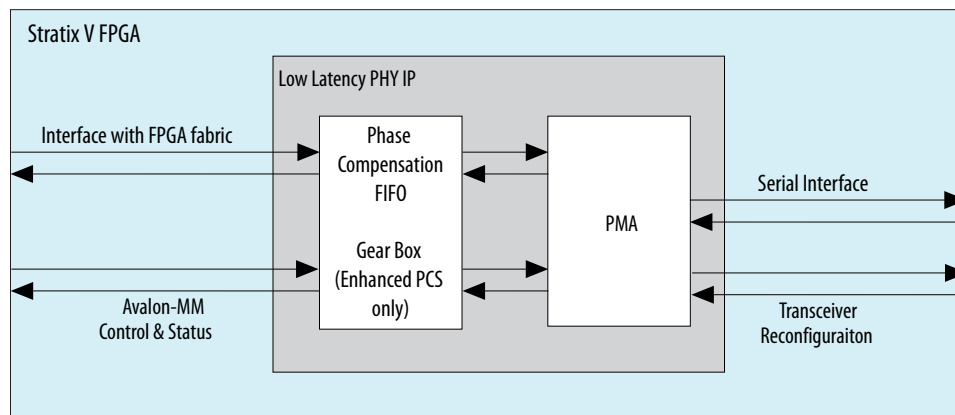 Stratix V FPGA
Low Latency PHY IP
Interface with FPGA fabric
Phase
Compensation
FIFO
Gear Box
(Enhanced PCS
only)
PMA
Serial Interface
Avalon-MM
Control & Status
Transceiver
Reconfiguraiton